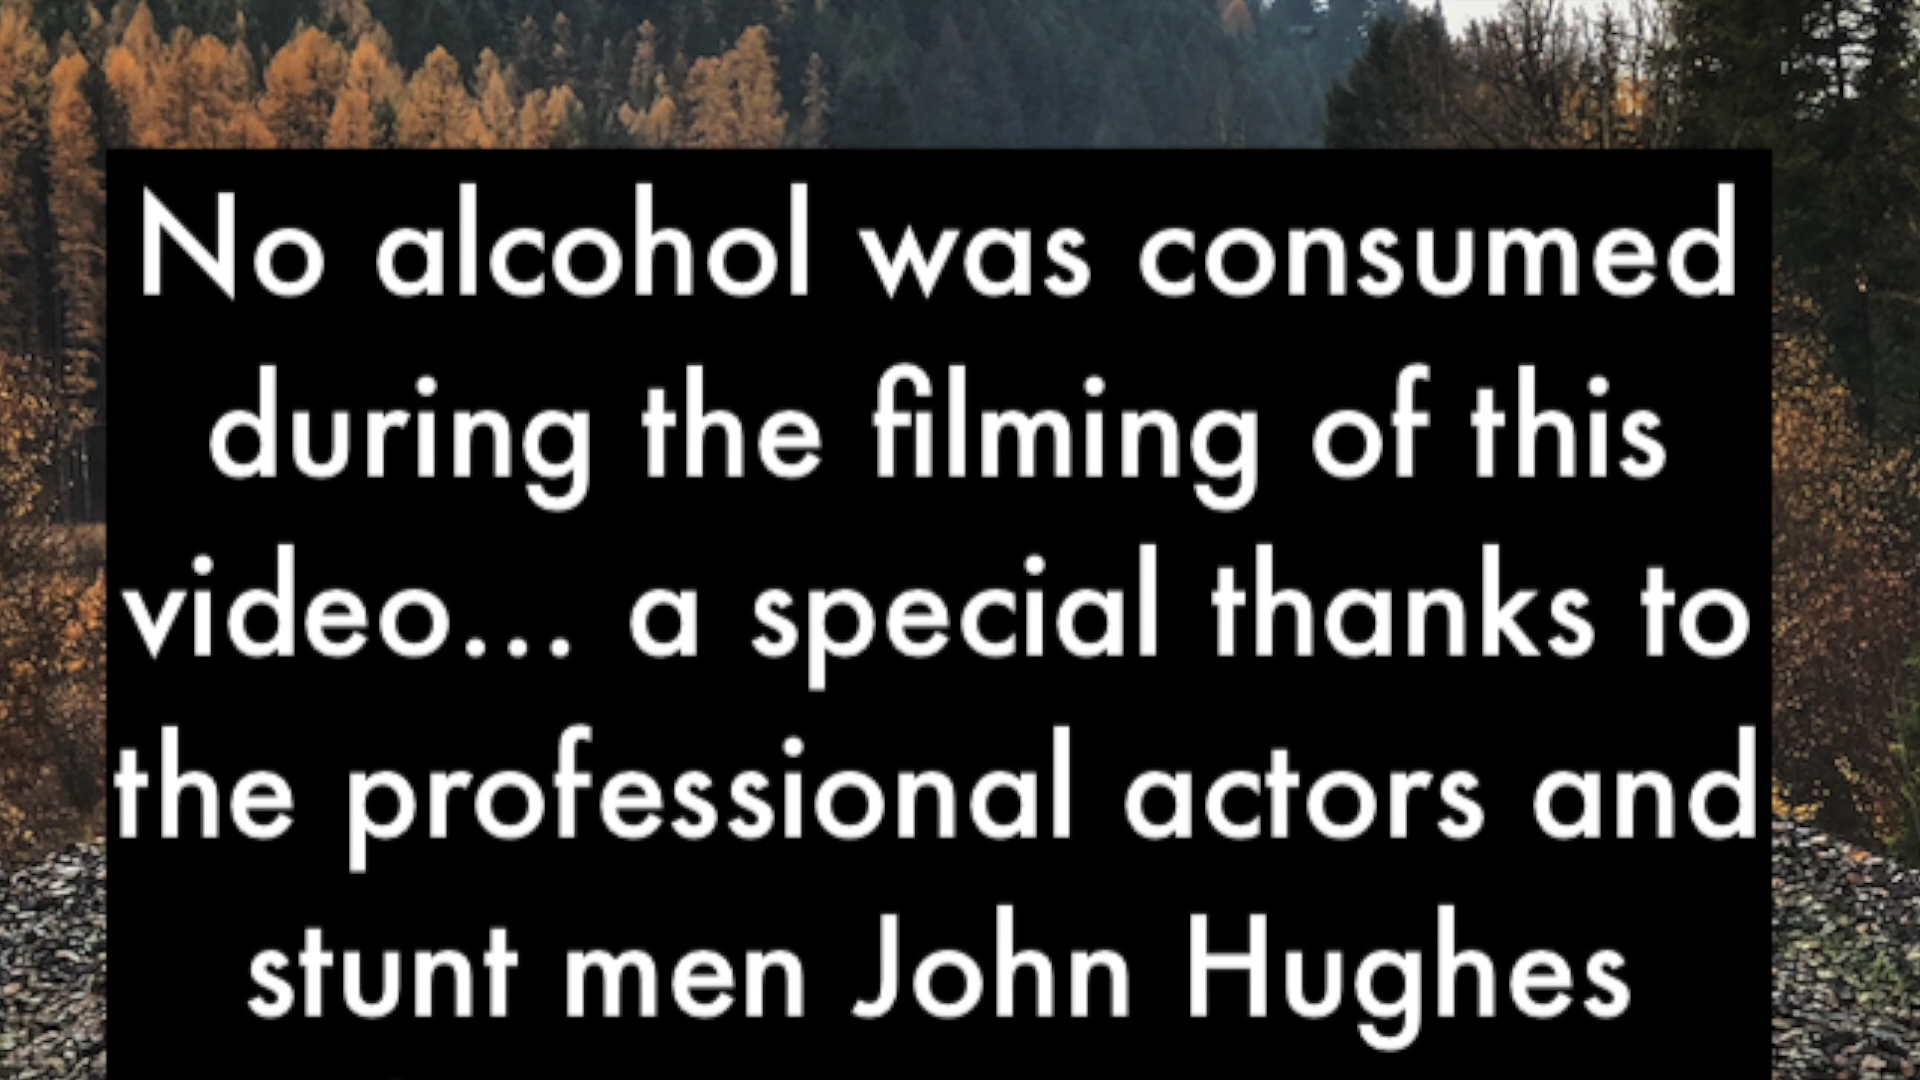 No alcohol was consumed
during the filming of this
video... a special thanks to
the professional actors and
stunt men John Hughes